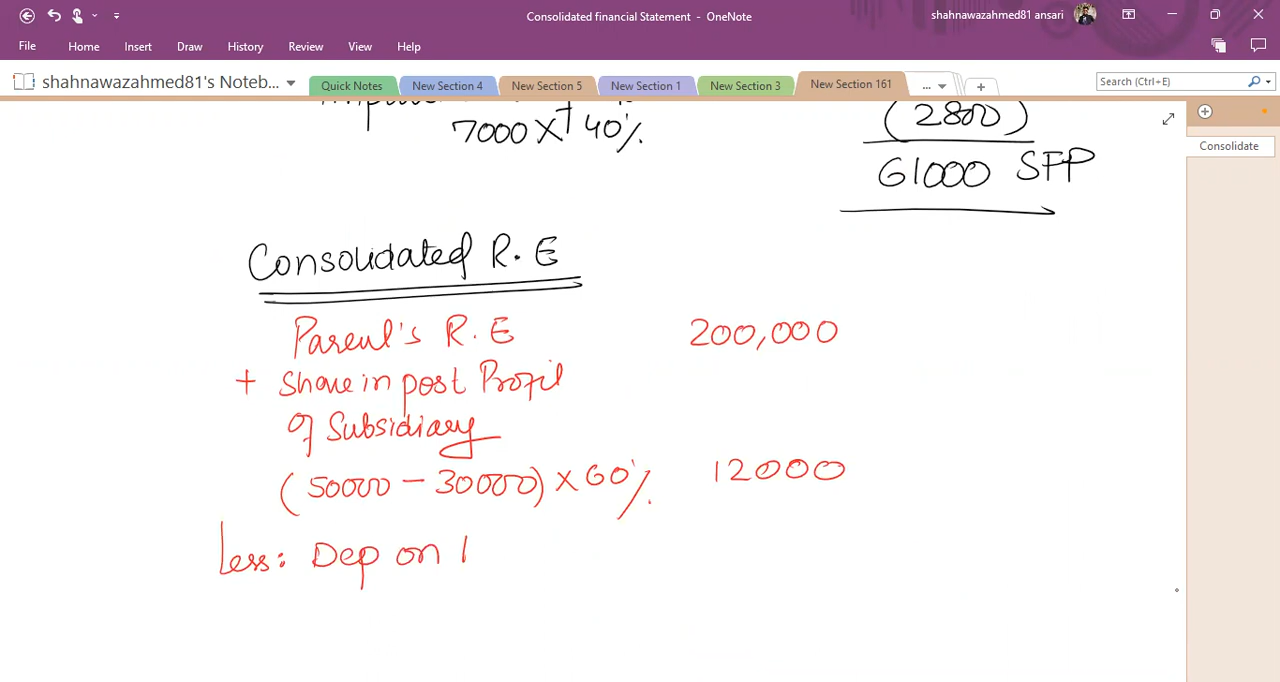 Consolidated financial Statement - OneNote
shahnawazahmed81 ansari
File Home Insert Draw History Review View Help
shahnawazahmed81's Noteb... Quick Notes New Section 4 New Section 5 New Section 1 New Section 3 New Section 161 ... Search (Ctrl+E)
Consolidate
(2800)
7000 X 40%
61000 SFP
Consolidated R.E
Parent's R.E 200,000
+ Share in post Profit
of Subsidiary
(50000 - 30000) X 60% 12000
Less: Dep on